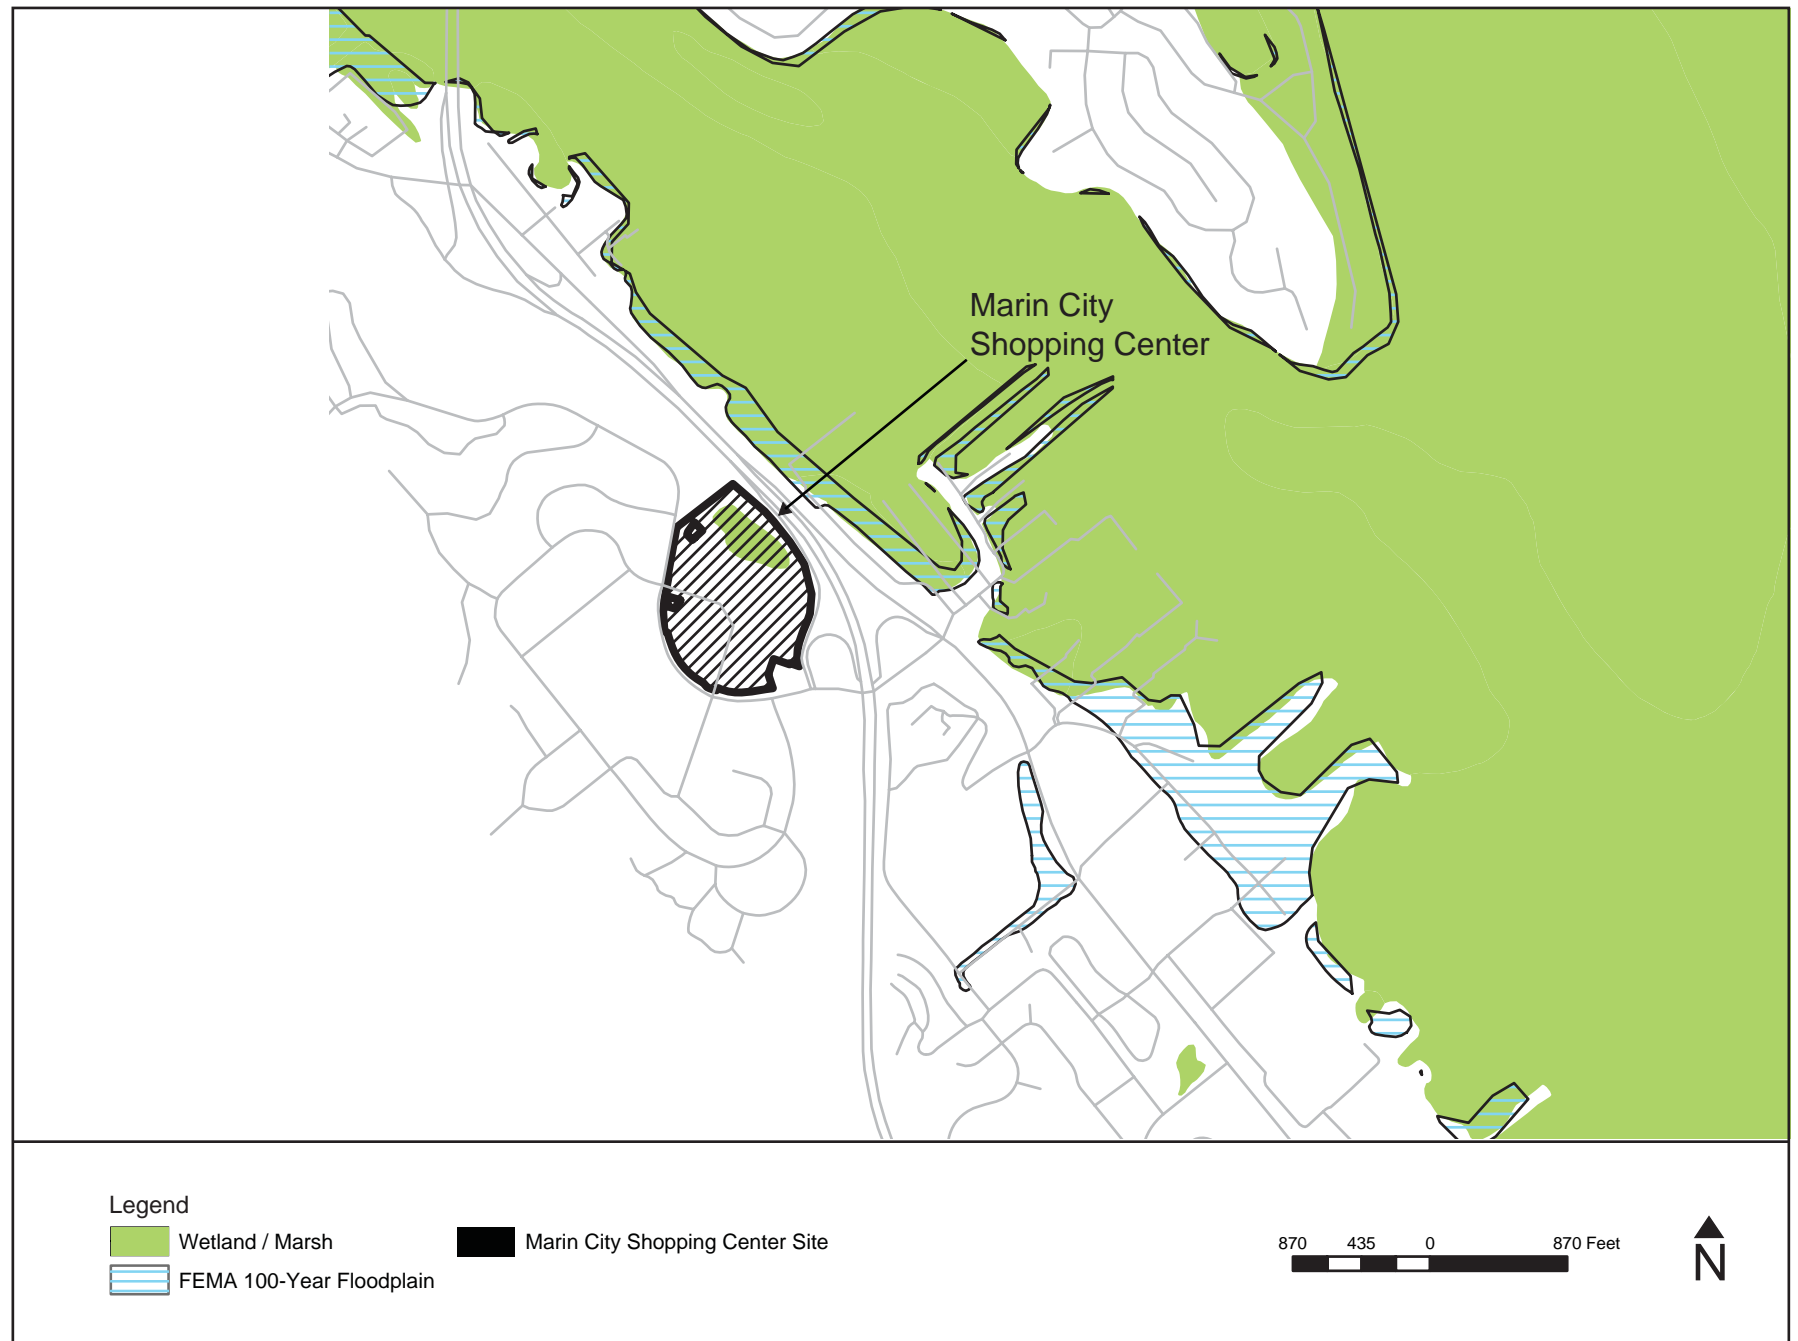 Marin City
Shopping Center
Legend
Wetland / Marsh
Marin City Shopping Center Site
FEMA 100-Year Floodplain
870 435 0 870 Feet
N